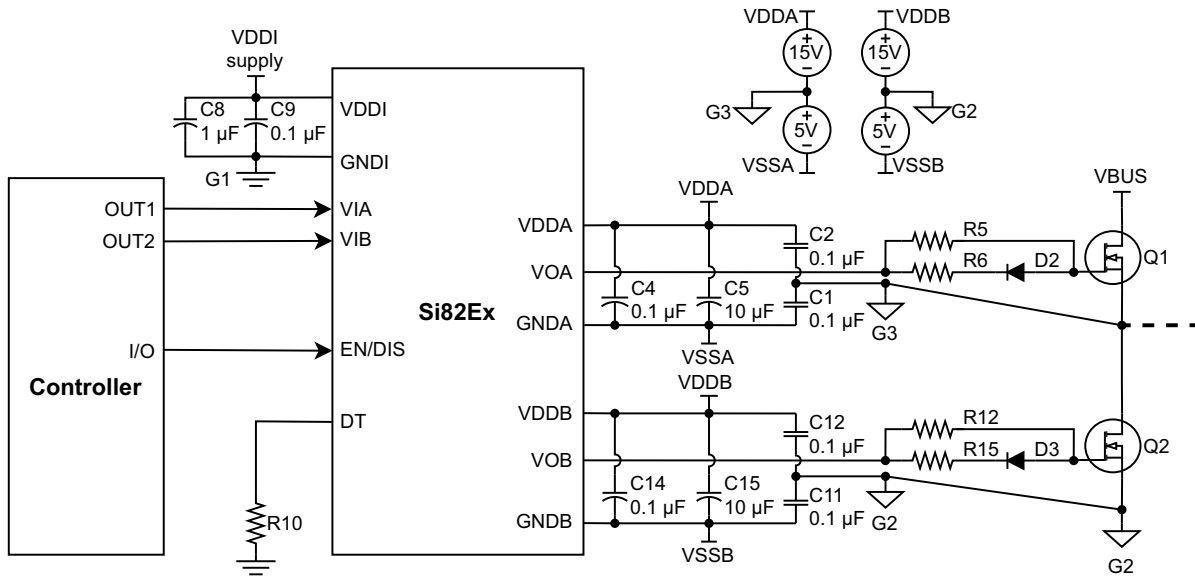 VDDI
supply
C8
1 µF
C9
0.1 µF
G1
VDDI
GNDI
VIA
VIB
EN/DIS
DT
Si82Ex
VDDA
VOA
GNDA
VDDB
VOB
GNDB
Controller
OUT1
OUT2
I/O
R10
VDDA
+
15V
–
G3
+
5V
–
VSSA
VDDB
+
15V
–
G2
+
5V
–
VSSB
VBUS
VDDA
C4
0.1 µF
C5
10 µF
C2
0.1 µF
C1
0.1 µF
VSSA
G3
R5
R6
D2
Q1
VDDB
C14
0.1 µF
C15
10 µF
C12
0.1 µF
C11
0.1 µF
VSSB
G2
R12
R15
D3
Q2
G2